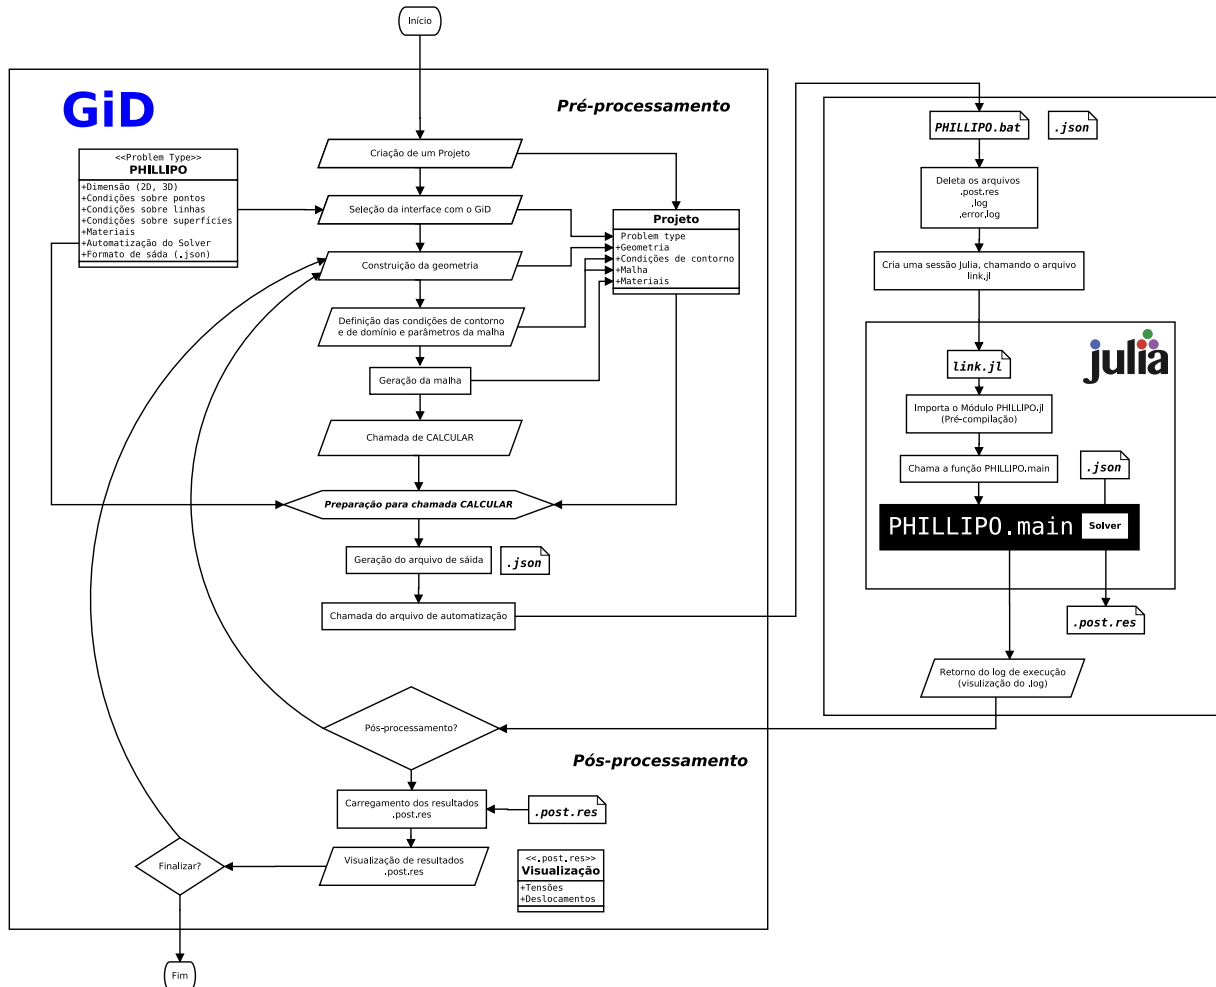 Início
GiD
Pré-processamento
Criação de um Projeto
<<Problem Type>>
PHILLIPO
+Dimensão (2D, 3D)
+Condições sobre pontos
+Condições sobre linhas
+Condições sobre superfícies
+Materiais
+Automatização do Solver
+Formato de sáda (.json)
Seleção da interface com o GiD
Projeto
Problem type
+Geometria
+Condições de contorno
+Malha
+Materiais
Construção da geometria
Definição das condições de contorno
e de domínio e parâmetros da malha
Geração da malha
Chamada de CALCULAR
Preparação para chamada CALCULAR
Geração do arquivo de sáida
.json
Chamada do arquivo de automatização
PHILLIPO.bat
.json
Deleta os arquivos
.post.res
.log
.error.log
Cria uma sessão Julia, chamando o arquivo
link.jl
julia
link.jl
Importa o Módulo PHILLIPO.jl
(Pré-compilação)
Chama a função PHILLIPO.main
.json
PHILLIPO.main
Solver
.post.res
Retorno do log de execução
(visulização do .log)
Pós-processamento?
Pós-processamento
Carregamento dos resultados
.post.res
.post.res
Visualização de resultados
.post.res
<<.post.res>>
Visualização
+Tensões
+Deslocamentos
Finalizar?
Fim